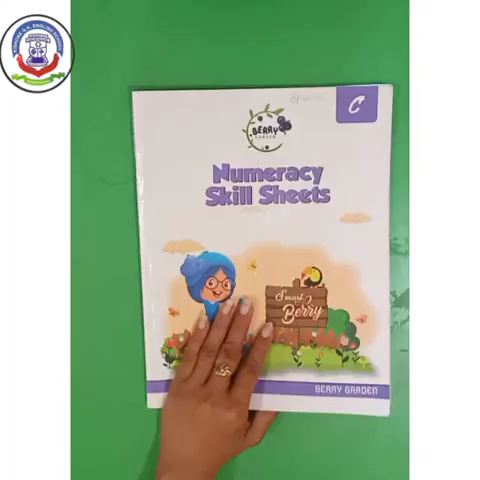 C
BERRY
GARDEN
Numeracy
Skill Sheets
Smart
Berry
BERRY GARDEN